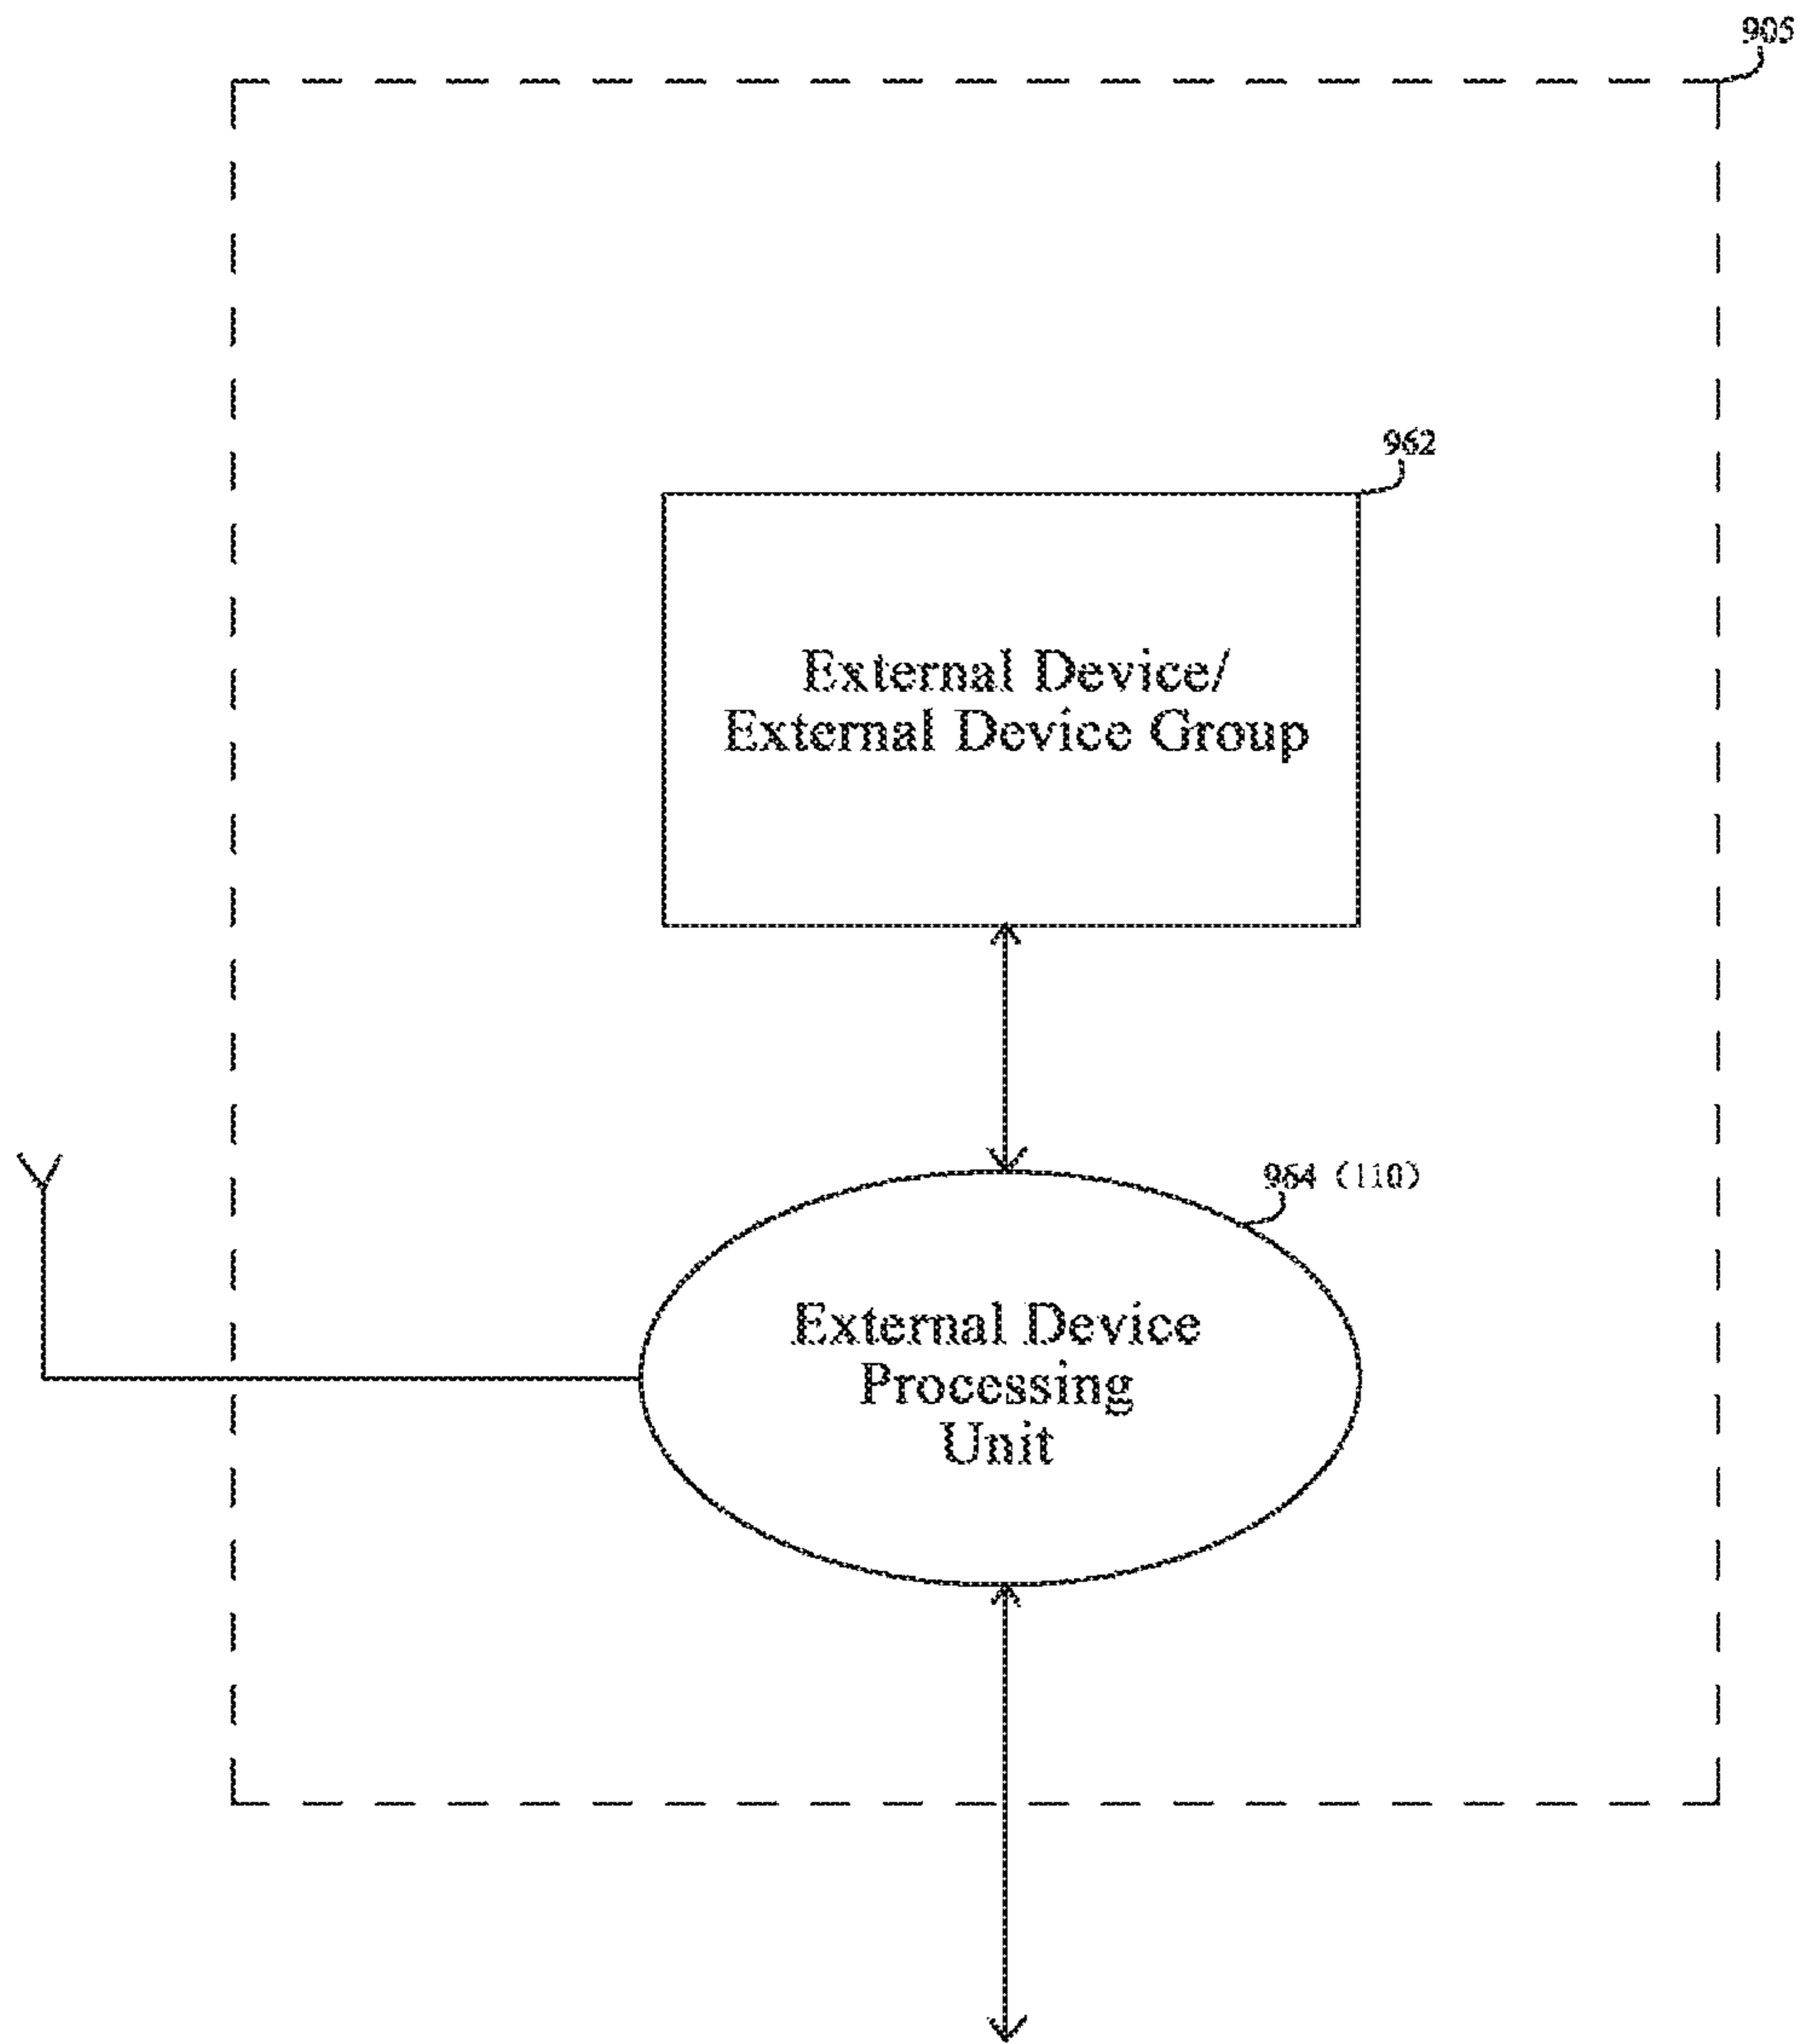 905
962
External Device/
External Device Group
964 (110)
External Device
Processing
Unit